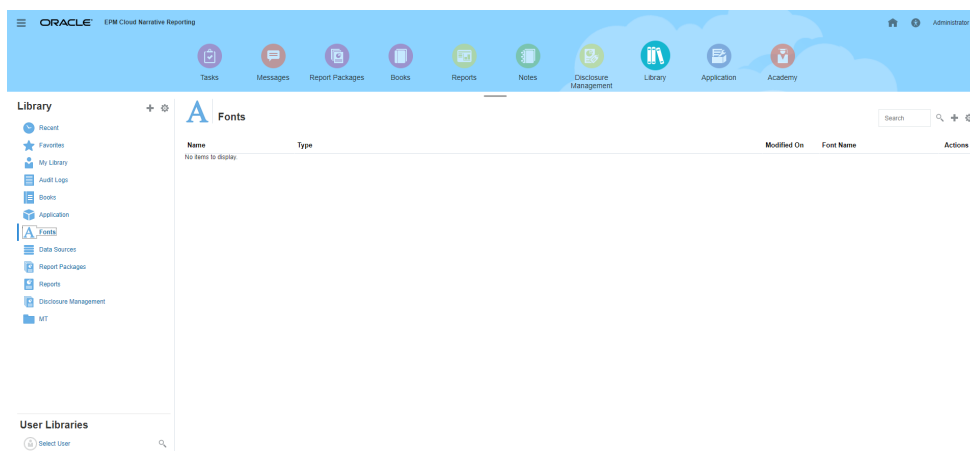 ORACLE® EPM Cloud Narrative Reporting
Administrator
Tasks
Messages
Report Packages
Books
Reports
Notes
Disclosure
Management
Library
Application
Academy
Library
Recent
Favorites
My Library
Audit Logs
Books
Application
Fonts
Data Sources
Report Packages
Reports
Disclosure Management
MT
User Libraries
Select User
A Fonts
Search
Name Type Modified On Font Name Actions
No items to display.